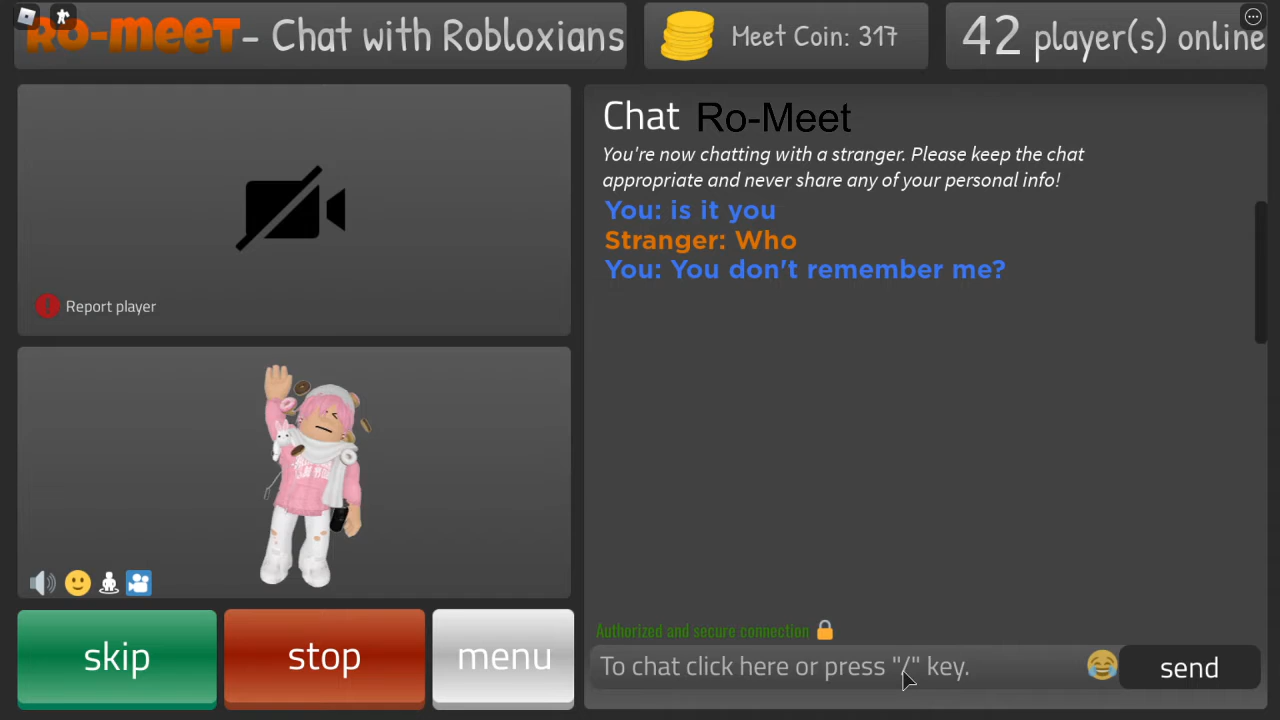 RO-MEET - Chat with Robloxians
Meet Coin: 317
42 player(s) online
Chat Ro-Meet
You're now chatting with a stranger. Please keep the chat
appropriate and never share any of your personal info!
You: is it you
Stranger: Who
You: You don't remember me?
Report player
Authorized and secure connection
To chat click here or press "/" key.
send
skip
stop
menu